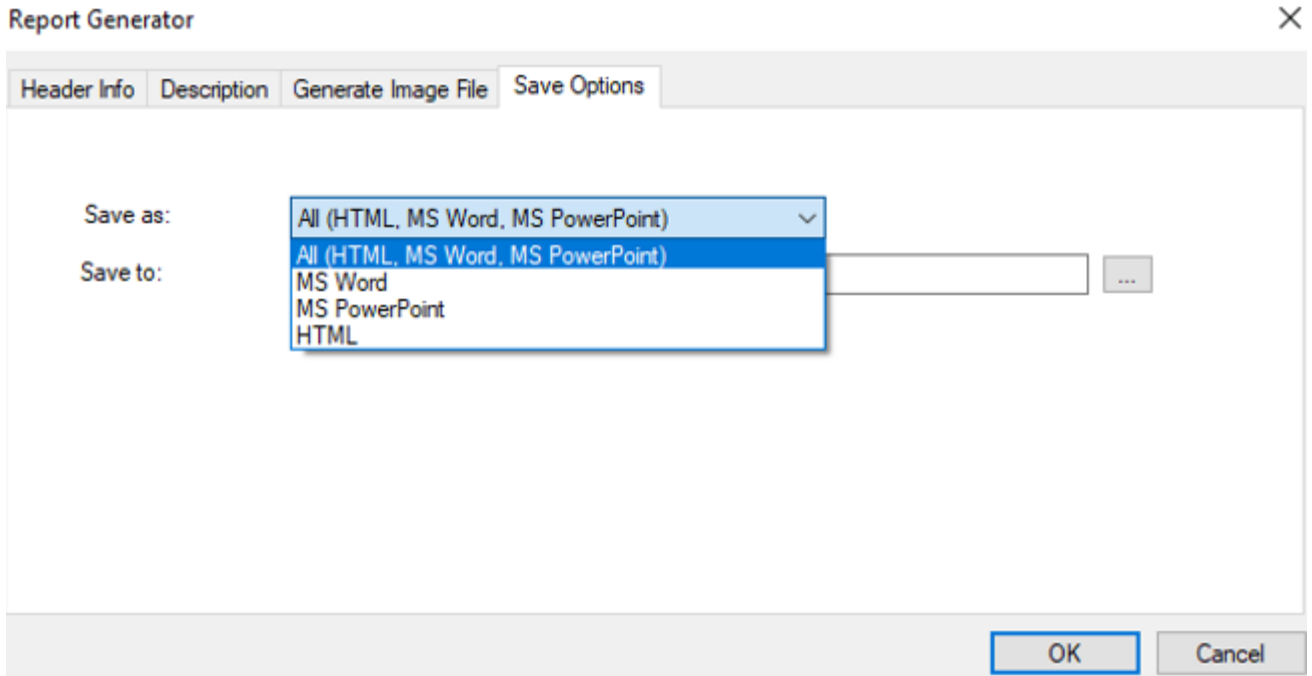 Report Generator
Header Info Description Generate Image File Save Options
Save as: All (HTML, MS Word, MS PowerPoint)
All (HTML, MS Word, MS PowerPoint)
Save to: ...
MS Word
MS PowerPoint
HTML
OK Cancel